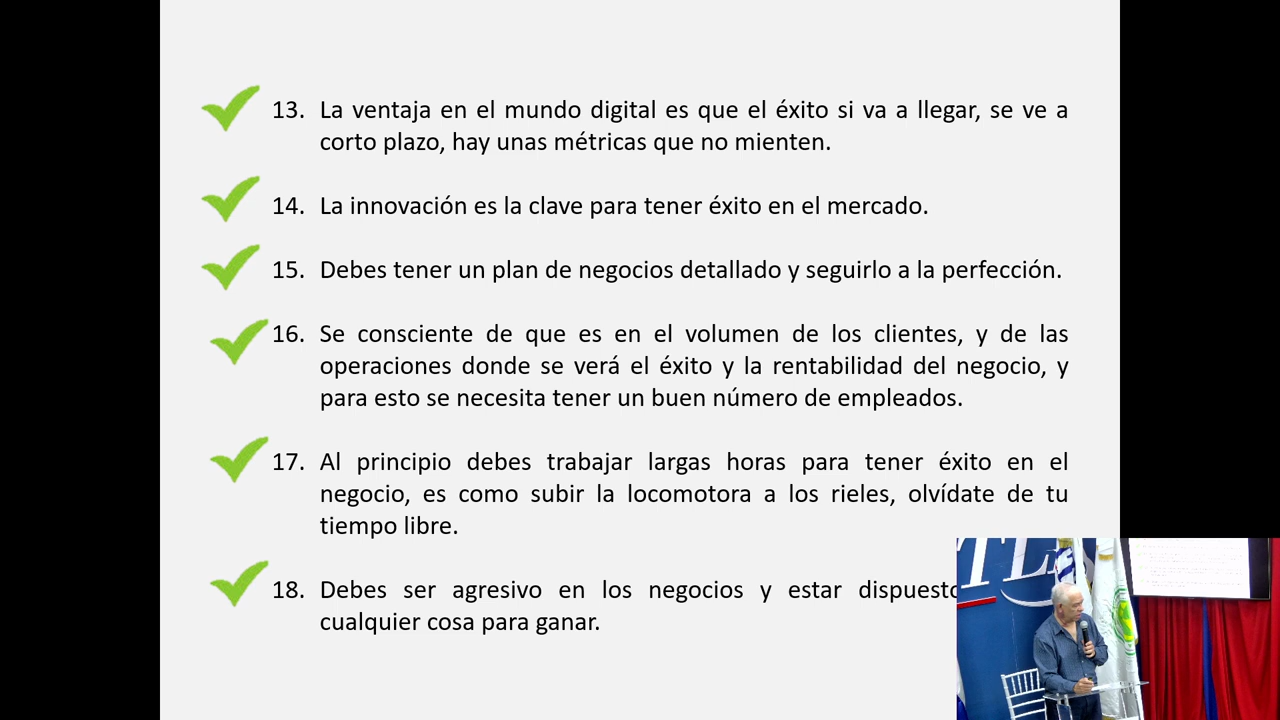 13. La ventaja en el mundo digital es que el éxito si va a llegar, se ve a
corto plazo, hay unas métricas que no mienten.
14. La innovación es la clave para tener éxito en el mercado.
15. Debes tener un plan de negocios detallado y seguirlo a la perfección.
16. Se consciente de que es en el volumen de los clientes, y de las
operaciones donde se verá el éxito y la rentabilidad del negocio, y
para esto se necesita tener un buen número de empleados.
17. Al principio debes trabajar largas horas para tener éxito en el
negocio, es como subir la locomotora a los rieles, olvídate de tu
tiempo libre.
18. Debes ser agresivo en los negocios y estar dispuesto
cualquier cosa para ganar.